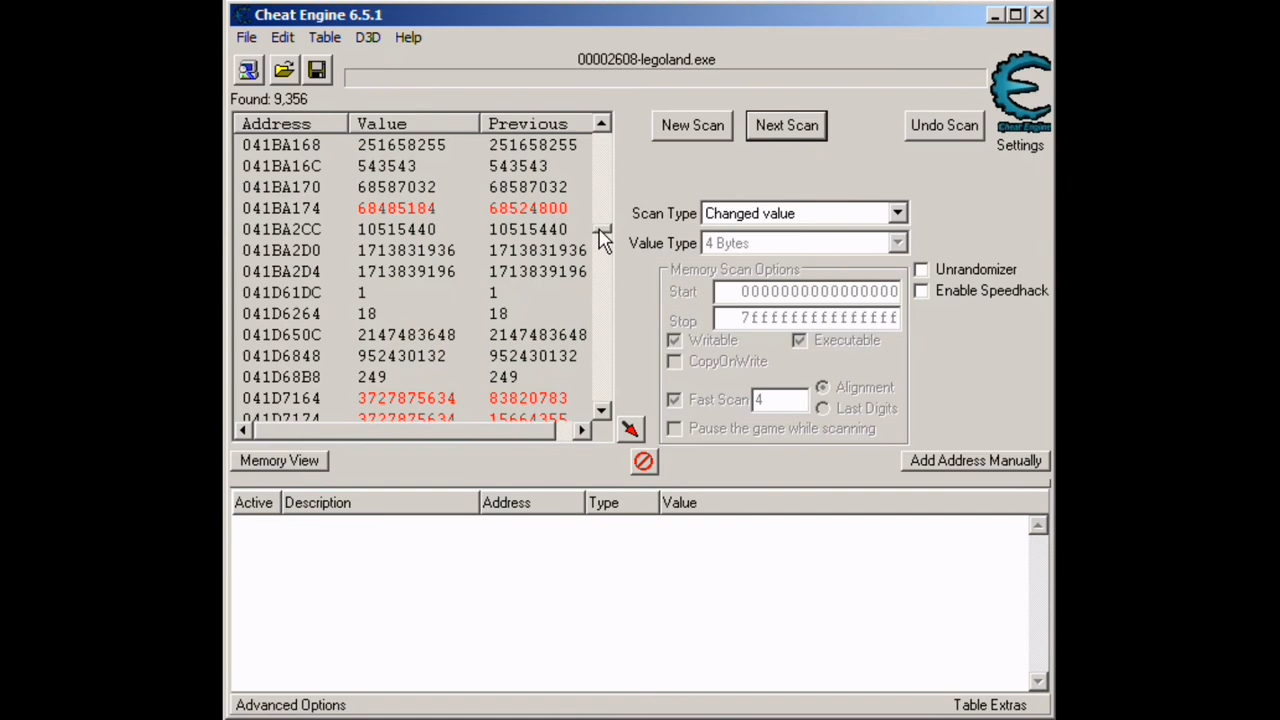 Cheat Engine 6.5.1
File Edit Table D3D Help
00002608-legoland.exe
Found: 9,356
Address Value Previous
041BA168 251658255 251658255
041BA16C 543543 543543
041BA170 68587032 68587032
041BA174 68485184 68524800
041BA2CC 10515440 10515440
041BA2D0 1713831936 1713831936
041BA2D4 1713839196 1713839196
041D61DC 1 1
041D6264 18 18
041D650C 2147483648 2147483648
041D6848 952430132 952430132
041D68B8 249 249
041D7164 3727875634 83820783
041D7174 3727875634 15664355
New Scan Next Scan Undo Scan
Cheat Engine
Settings
Scan Type Changed value
Value Type 4 Bytes
Memory Scan Options
Start 0000000000000000
Stop 7fffffffffffffff
Writable Executable
CopyOnWrite
Fast Scan 4 Alignment
Last Digits
Pause the game while scanning
Unrandomizer
Enable Speedhack
Memory View Add Address Manually
Active Description Address Type Value
Advanced Options Table Extras